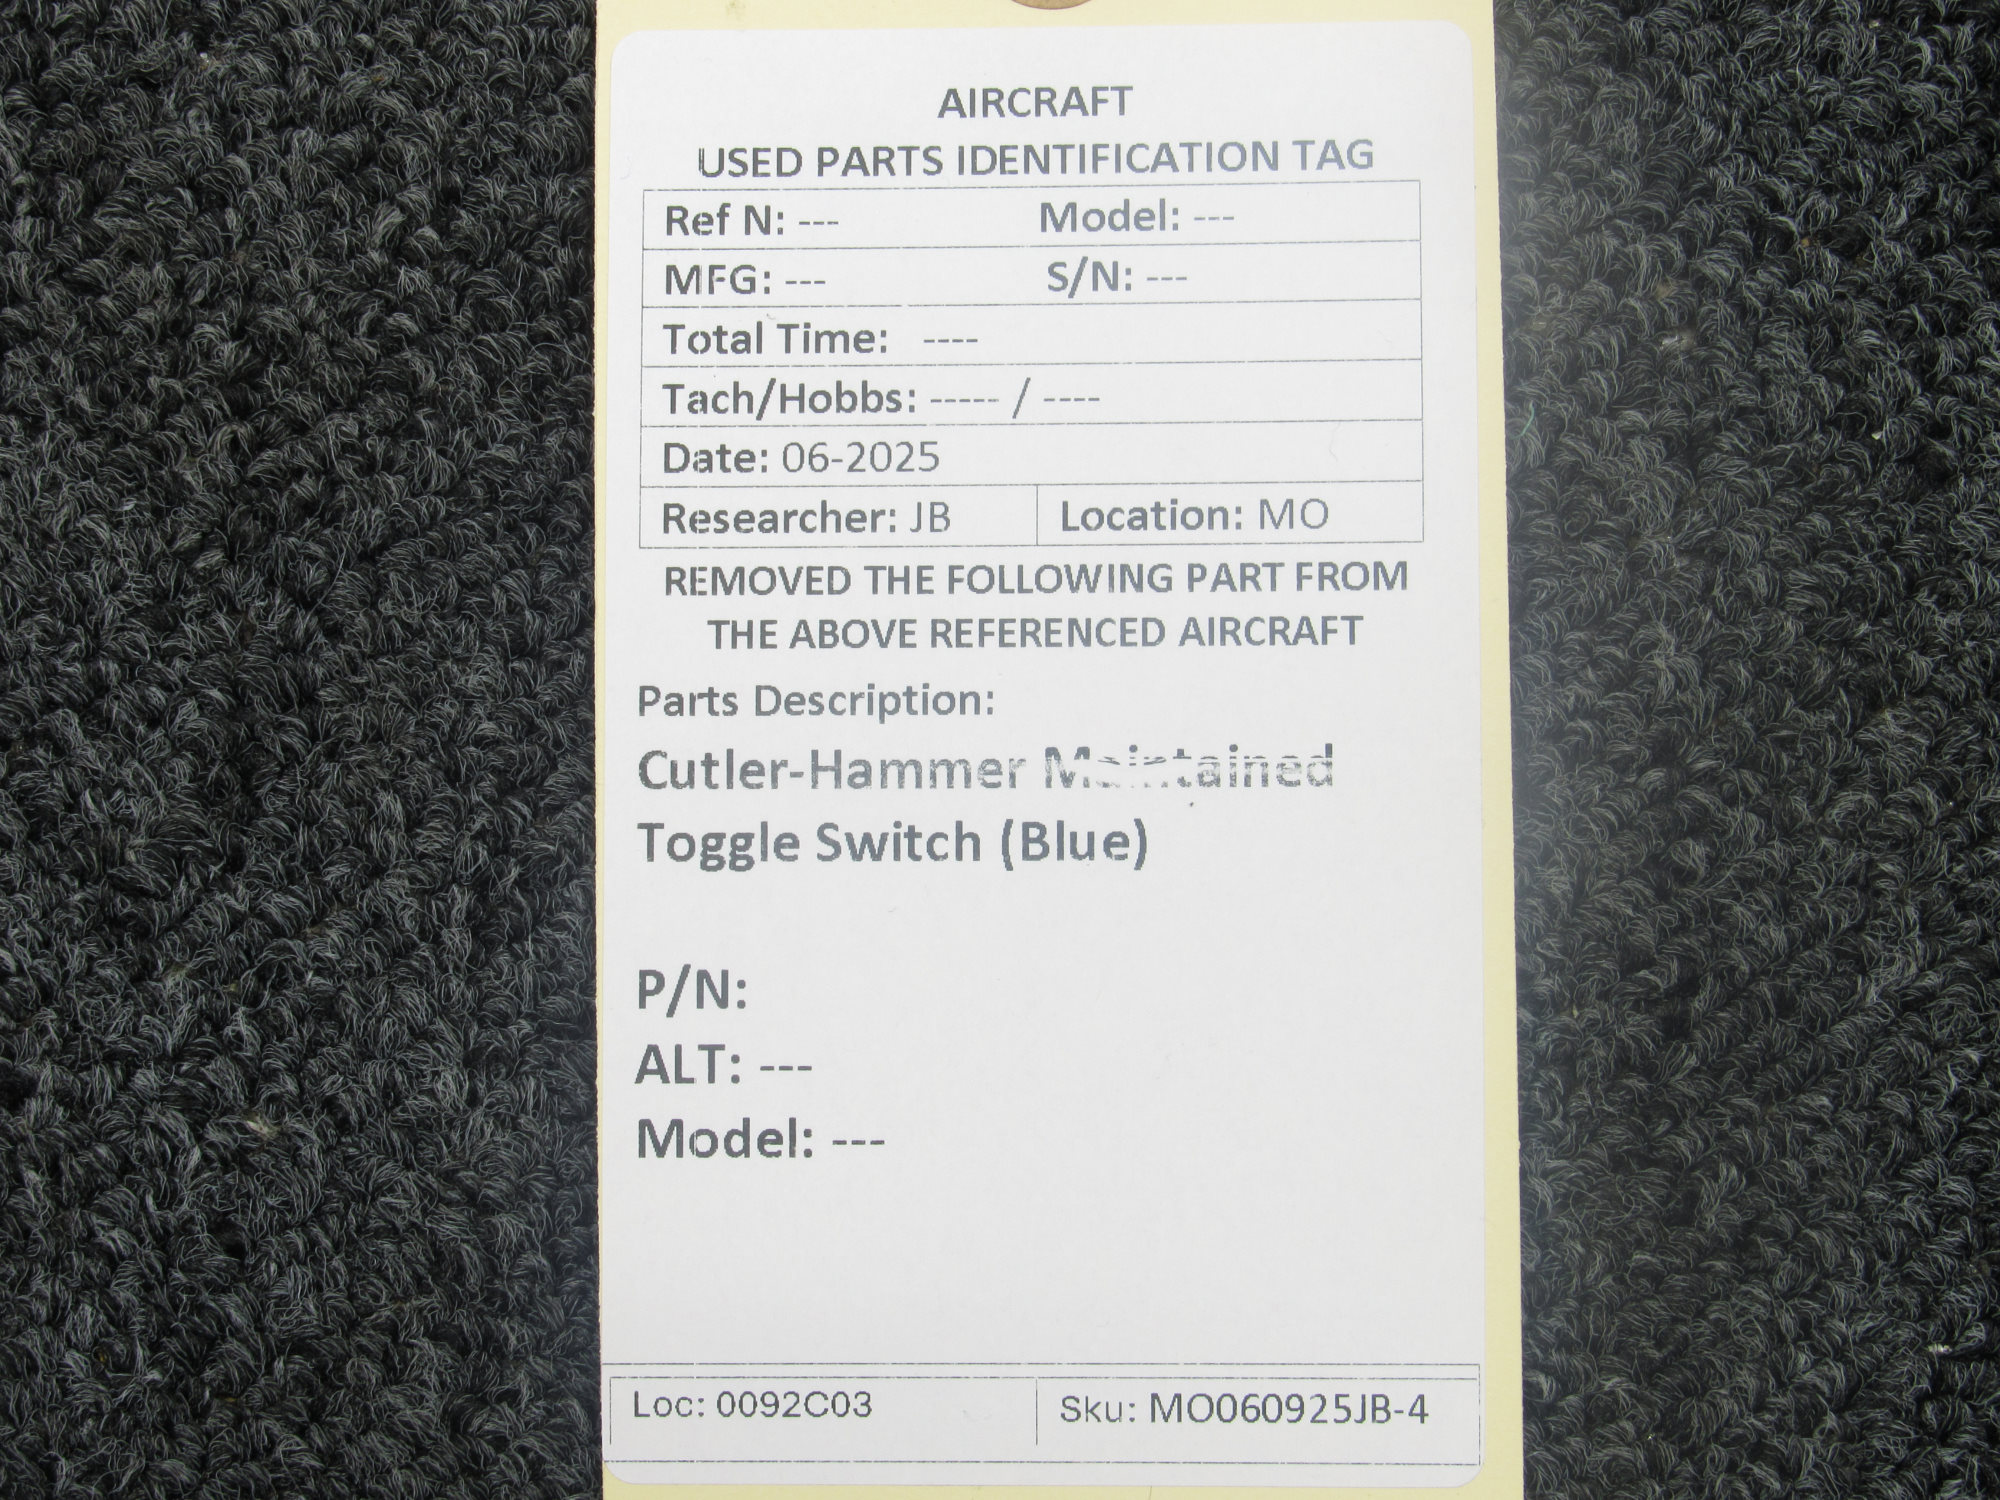 AIRCRAFT
USED PARTS IDENTIFICATION TAG
Ref N: --- Model: ---
MFG: --- S/N: ---
Total Time: ----
Tach/Hobbs: ----- / ----
Date: 06-2025
Researcher: JB Location: MO
REMOVED THE FOLLOWING PART FROM
THE ABOVE REFERENCED AIRCRAFT
Parts Description:
Cutler-Hammer Maintained
Toggle Switch (Blue)
P/N:
ALT: ---
Model: ---
Loc: 0092C03 Sku: MO060925JB-4